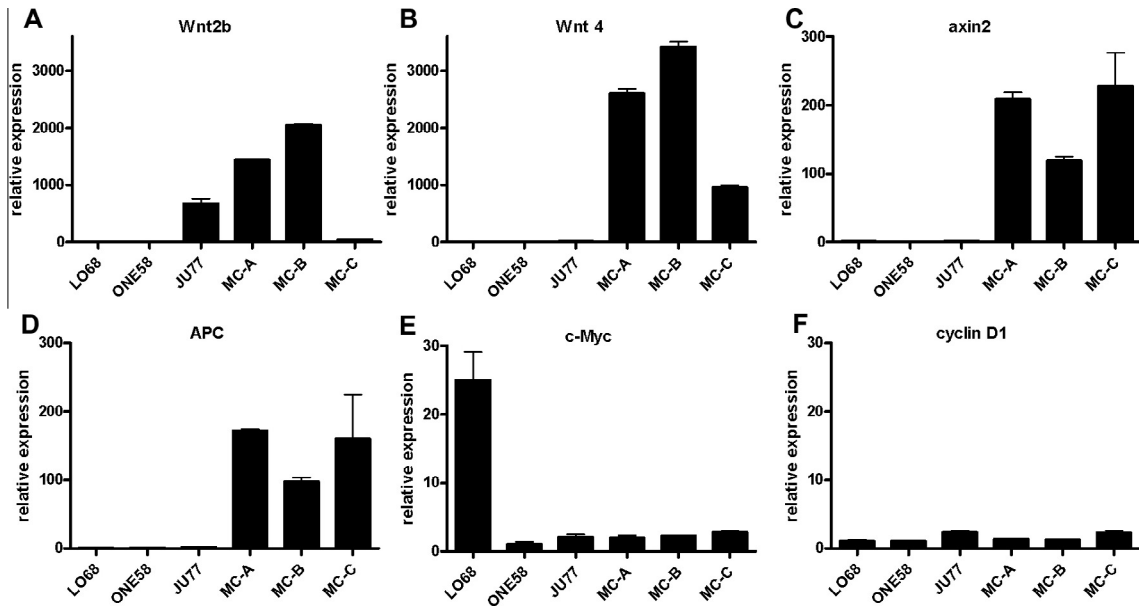 A
Wnt2b
relative expression
3000
2000
1000
0
LO68
ONE58
JU77
MC-A
MC-B
MC-C
B
Wnt 4
relative expression
3000
2000
1000
0
LO68
ONE58
JU77
MC-A
MC-B
MC-C
C
axin2
relative expression
300
200
100
0
LO68
ONE58
JU77
MC-A
MC-B
MC-C
D
APC
relative expression
300
200
100
0
LO68
ONE58
JU77
MC-A
MC-B
MC-C
E
c-Myc
relative expression
30
20
10
0
LO68
ONE58
JU77
MC-A
MC-B
MC-C
F
cyclin D1
relative expression
30
20
10
0
LO68
ONE58
JU77
MC-A
MC-B
MC-C